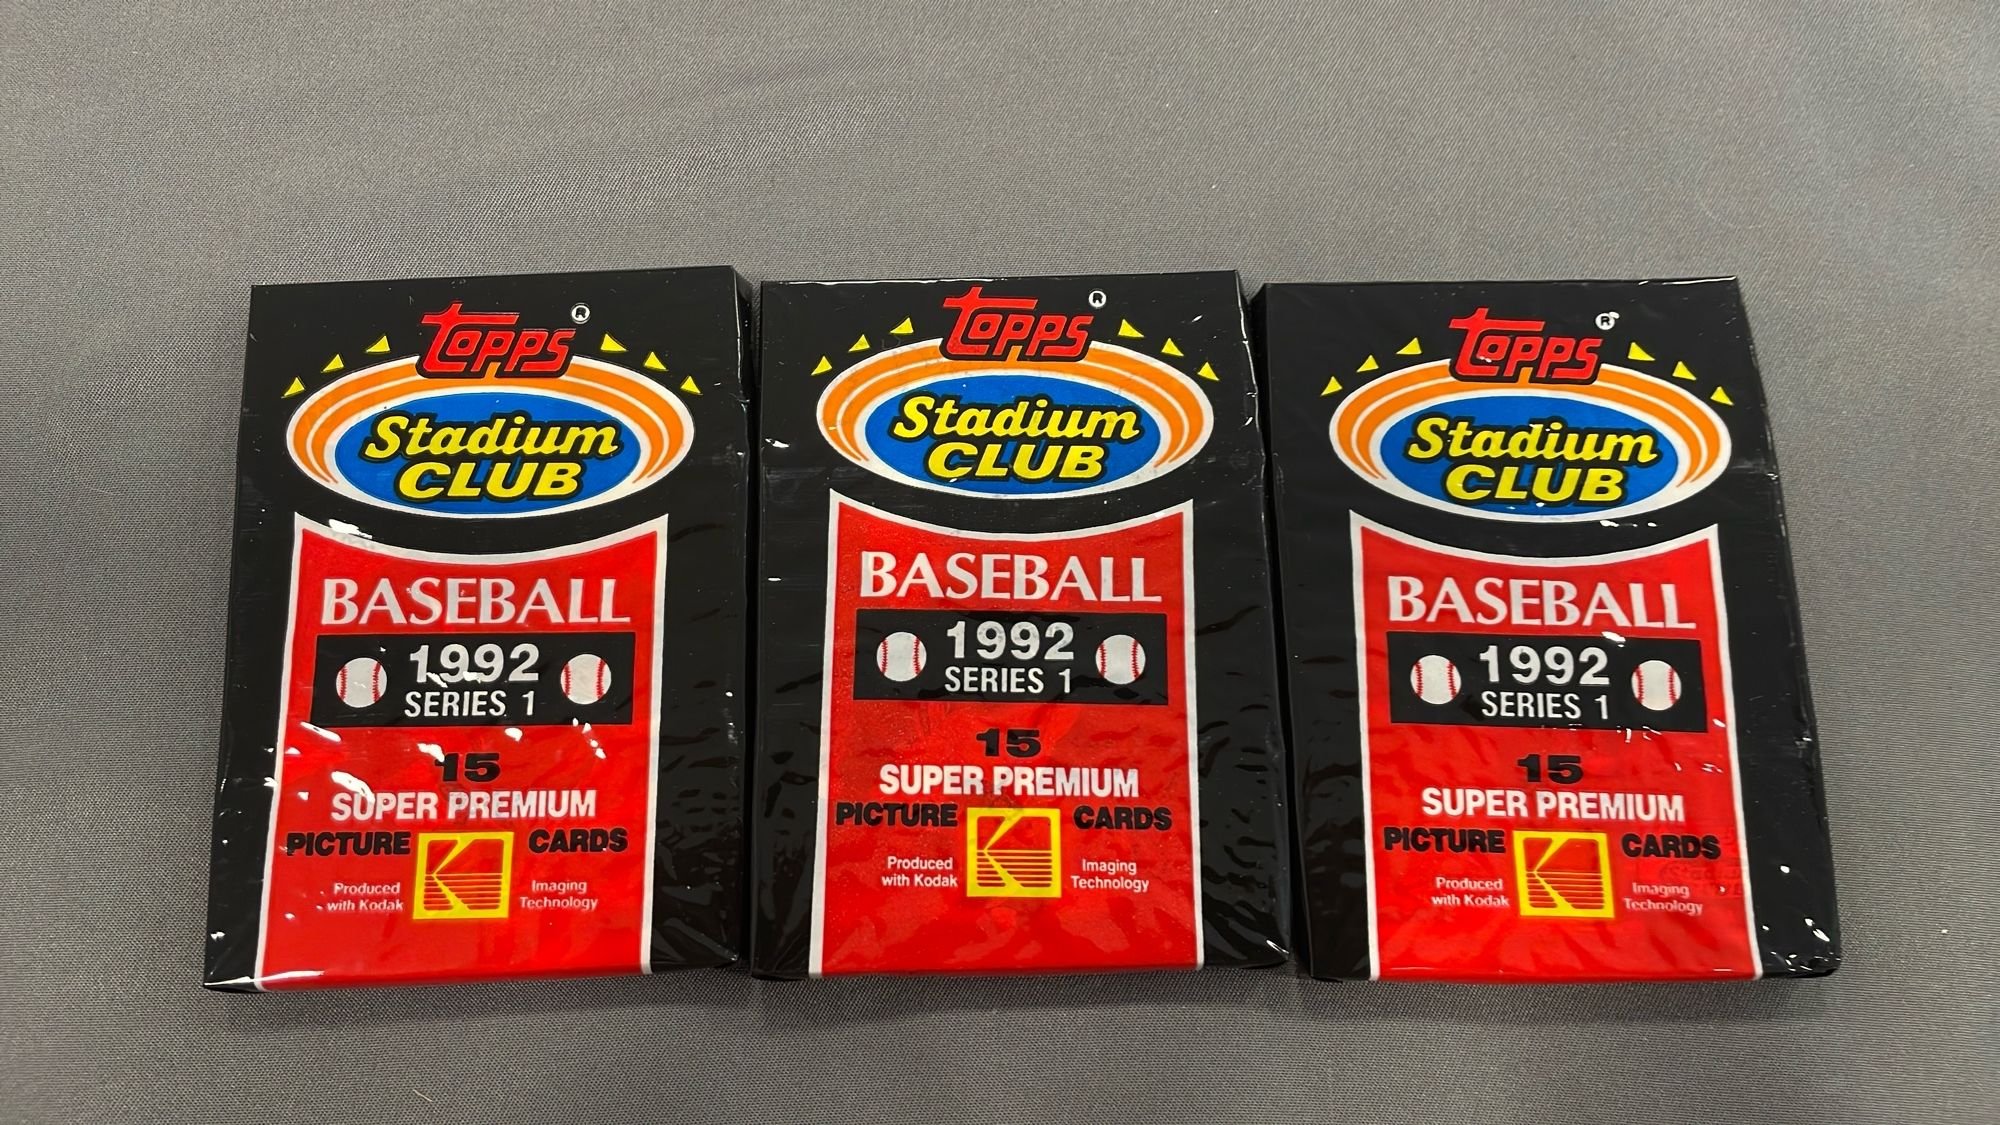 Topps®
Stadium
CLUB
BASEBALL
1992
SERIES 1
15
SUPER PREMIUM
PICTURE CARDS
Produced with Kodak
Imaging Technology
Topps®
Stadium
CLUB
BASEBALL
1992
SERIES 1
15
SUPER PREMIUM
PICTURE CARDS
Produced with Kodak
Imaging Technology
Topps®
Stadium
CLUB
BASEBALL
1992
SERIES 1
15
SUPER PREMIUM
PICTURE CARDS
Produced with Kodak
Imaging Technology